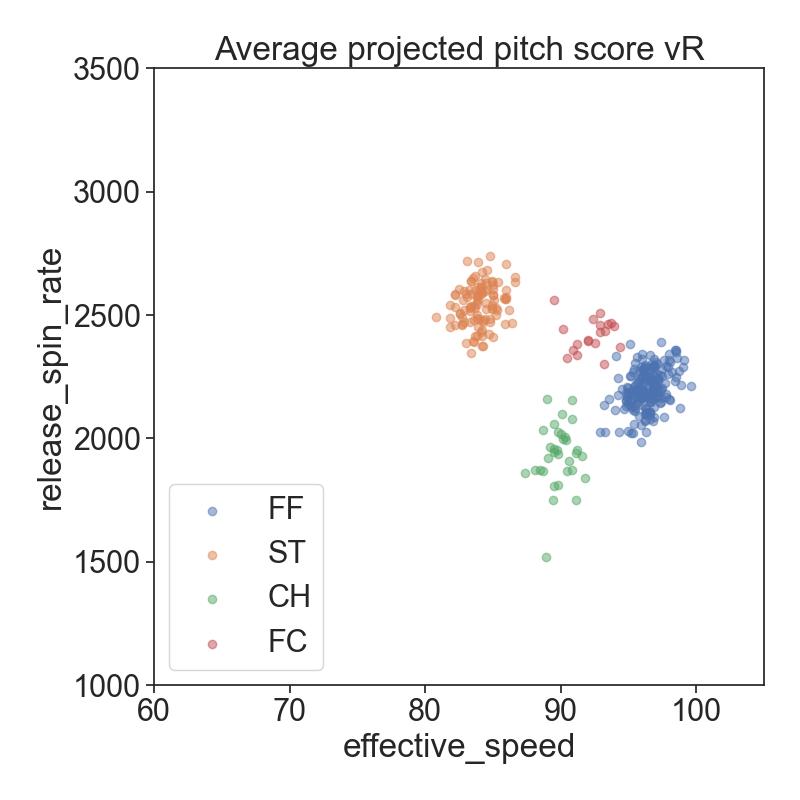 Average projected pitch score vR
3500
3000
2500
2000
1500
1000
release_spin_rate
FF
ST
CH
FC
60 70 80 90 100
effective_speed